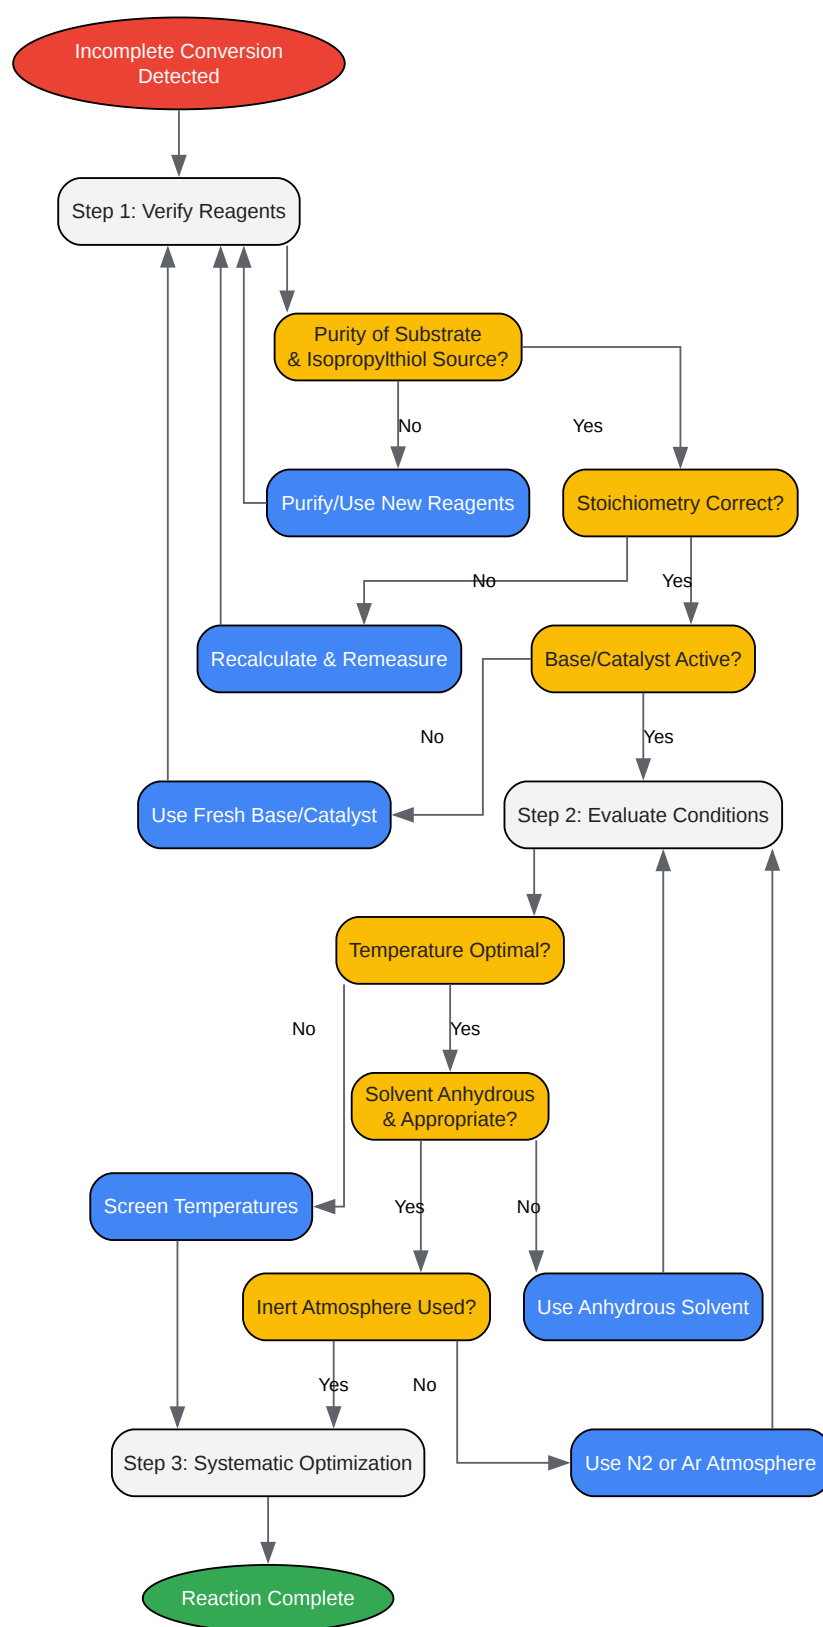 Incomplete Conversion
Detected
Step 1: Verify Reagents
Purity of Substrate
& Isopropylthiol Source?
No
Yes
Purify/Use New Reagents
Stoichiometry Correct?
No
Yes
Recalculate & Remeasure
Base/Catalyst Active?
No
Yes
Use Fresh Base/Catalyst
Step 2: Evaluate Conditions
Temperature Optimal?
No
Yes
Solvent Anhydrous
& Appropriate?
Screen Temperatures
Yes
No
Inert Atmosphere Used?
Use Anhydrous Solvent
Yes
No
Step 3: Systematic Optimization
Use N2 or Ar Atmosphere
Reaction Complete